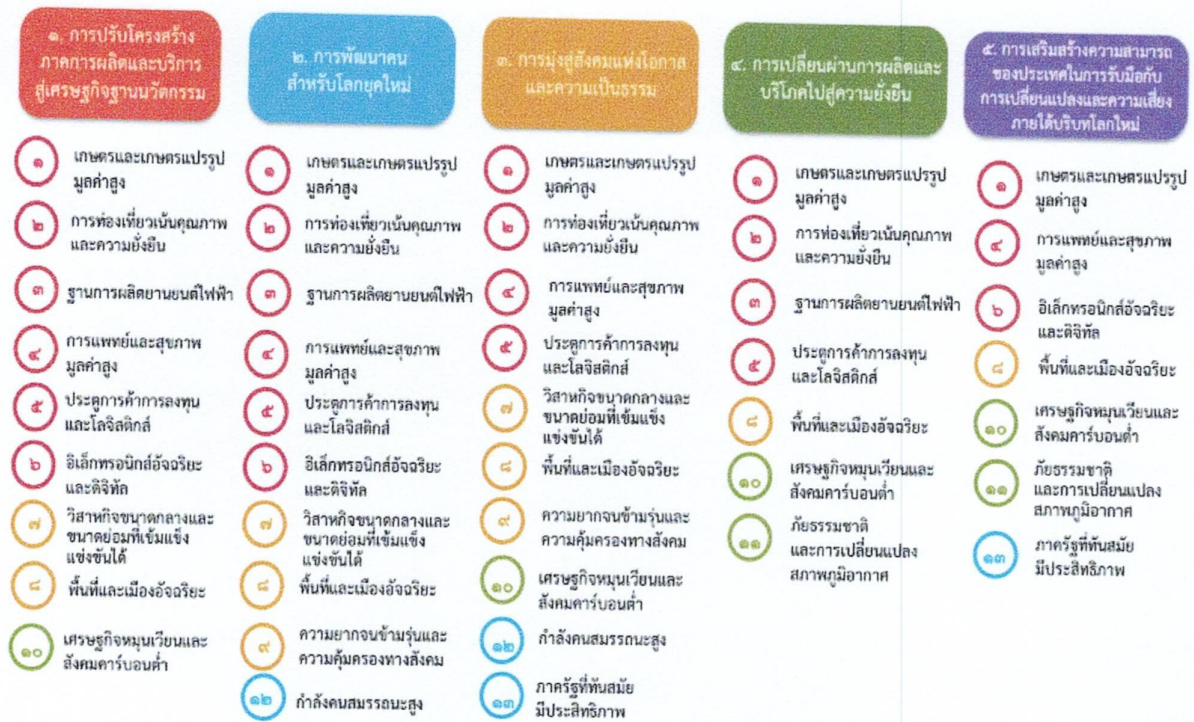 ๑. การปรับโครงสร้าง
ภาคการผลิตและบริการ
สู่เศรษฐกิจฐานนวัตกรรม
๑
เกษตรและเกษตรแปรรูป
มูลค่าสูง
๒
การท่องเที่ยวเน้นคุณภาพ
และความยั่งยืน
๓
ฐานการผลิตยานยนต์ไฟฟ้า
๔
การแพทย์และสุขภาพ
มูลค่าสูง
๕
ประตูการค้าการลงทุน
และโลจิสติกส์
๖
อิเล็กทรอนิกส์อัจฉริยะ
และดิจิทัล
๗
วิสาหกิจขนาดกลางและ
ขนาดย่อมที่เข้มแข็ง
แข่งขันได้
๘
พื้นที่และเมืองอัจฉริยะ
๑๐
เศรษฐกิจหมุนเวียนและ
สังคมคาร์บอนต่ำ
๒. การพัฒนาคน
สำหรับโลกยุคใหม่
๑
เกษตรและเกษตรแปรรูป
มูลค่าสูง
๒
การท่องเที่ยวเน้นคุณภาพ
และความยั่งยืน
๓
ฐานการผลิตยานยนต์ไฟฟ้า
๔
การแพทย์และสุขภาพ
มูลค่าสูง
๕
ประตูการค้าการลงทุน
และโลจิสติกส์
๖
อิเล็กทรอนิกส์อัจฉริยะ
และดิจิทัล
๗
วิสาหกิจขนาดกลางและ
ขนาดย่อมที่เข้มแข็ง
แข่งขันได้
๘
พื้นที่และเมืองอัจฉริยะ
๙
ความยากจนข้ามรุ่นและ
ความคุ้มครองทางสังคม
๑๒
กำลังคนสมรรถนะสูง
๓. การมุ่งสู่สังคมแห่งโอกาส
และความเป็นธรรม
๑
เกษตรและเกษตรแปรรูป
มูลค่าสูง
๒
การท่องเที่ยวเน้นคุณภาพ
และความยั่งยืน
๔
การแพทย์และสุขภาพ
มูลค่าสูง
๕
ประตูการค้าการลงทุน
และโลจิสติกส์
๗
วิสาหกิจขนาดกลางและ
ขนาดย่อมที่เข้มแข็ง
แข่งขันได้
๘
พื้นที่และเมืองอัจฉริยะ
๙
ความยากจนข้ามรุ่นและ
ความคุ้มครองทางสังคม
๑๐
เศรษฐกิจหมุนเวียนและ
สังคมคาร์บอนต่ำ
๑๒
กำลังคนสมรรถนะสูง
๑๓
ภาครัฐที่ทันสมัย
มีประสิทธิภาพ
๔. การเปลี่ยนผ่านการผลิตและ
บริโภคไปสู่ความยั่งยืน
๑
เกษตรและเกษตรแปรรูป
มูลค่าสูง
๒
การท่องเที่ยวเน้นคุณภาพ
และความยั่งยืน
๓
ฐานการผลิตยานยนต์ไฟฟ้า
๕
ประตูการค้าการลงทุน
และโลจิสติกส์
๘
พื้นที่และเมืองอัจฉริยะ
๑๐
เศรษฐกิจหมุนเวียนและ
สังคมคาร์บอนต่ำ
๑๑
ภัยธรรมชาติ
และการเปลี่ยนแปลง
สภาพภูมิอากาศ
๕. การเสริมสร้างความสามารถ
ของประเทศในการรับมือกับ
การเปลี่ยนแปลงและความเสี่ยง
ภายใต้บริบทโลกใหม่
๑
เกษตรและเกษตรแปรรูป
มูลค่าสูง
๔
การแพทย์และสุขภาพ
มูลค่าสูง
๖
อิเล็กทรอนิกส์อัจฉริยะ
และดิจิทัล
๘
พื้นที่และเมืองอัจฉริยะ
๑๐
เศรษฐกิจหมุนเวียนและ
สังคมคาร์บอนต่ำ
๑๑
ภัยธรรมชาติ
และการเปลี่ยนแปลง
สภาพภูมิอากาศ
๑๓
ภาครัฐที่ทันสมัย
มีประสิทธิภาพ